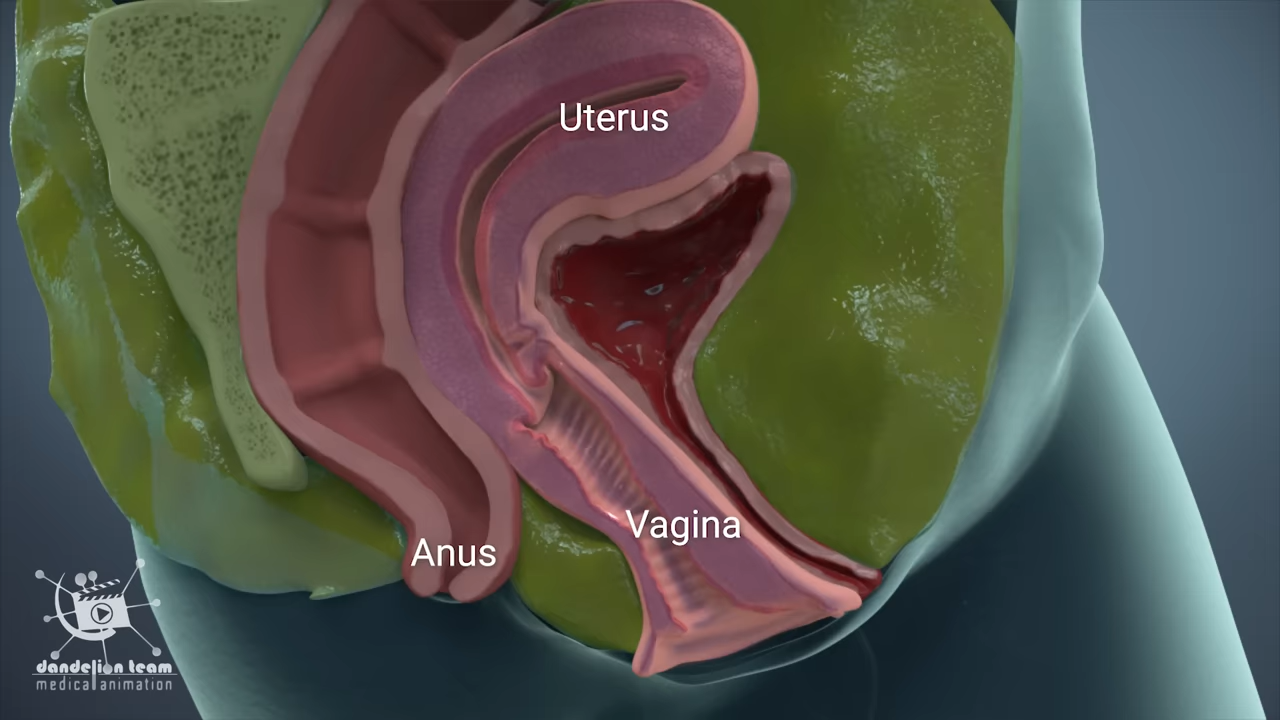 Uterus
Vagina
Anus
dandelion team
medical animation